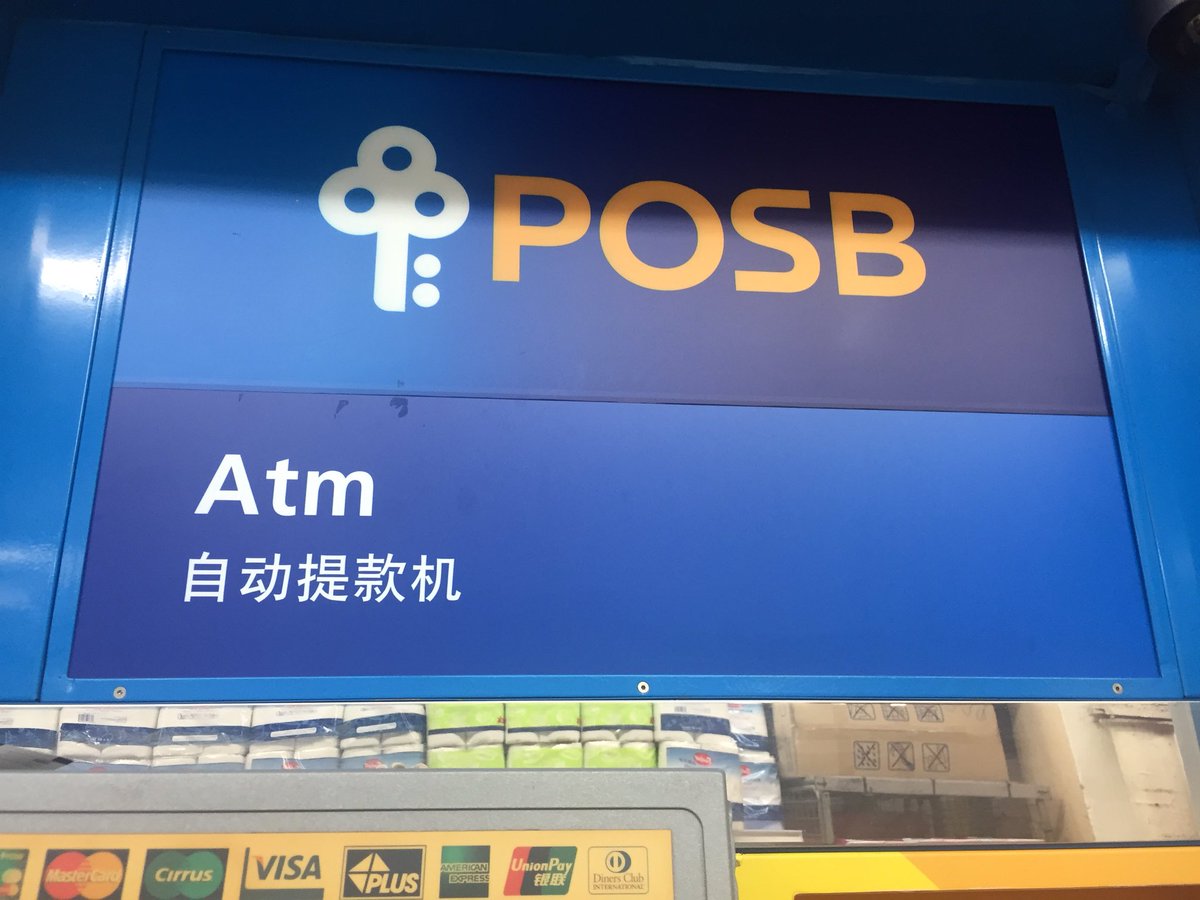 POSB
Atm
自动提款机
MasterCard
Cirrus
VISA
PLUS
AMERICAN EXPRESS
UnionPay
银联
Diners Club
INTERNATIONAL